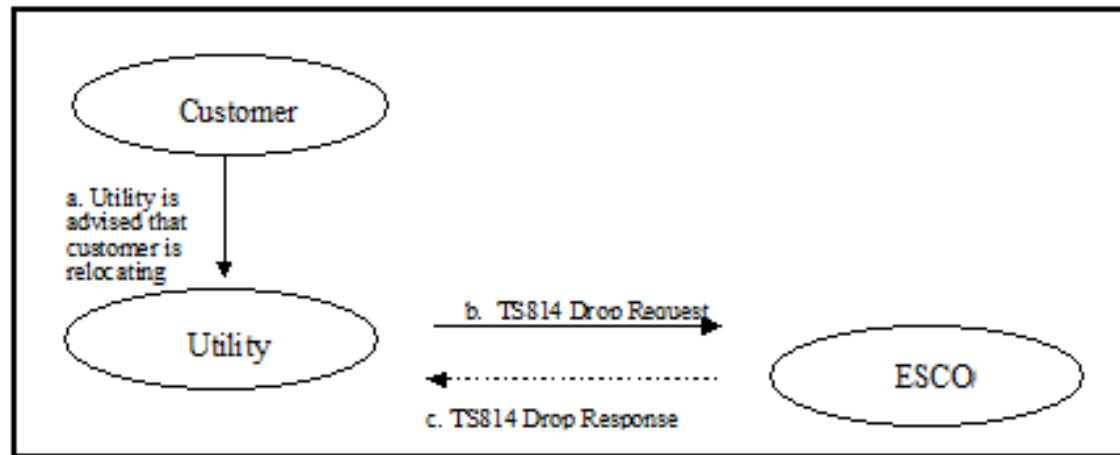 Customer
a. Utility is
advised that
customer is
relocating
Utility
b. TS814 Drop Request
ESCO
c. TS814 Drop Response